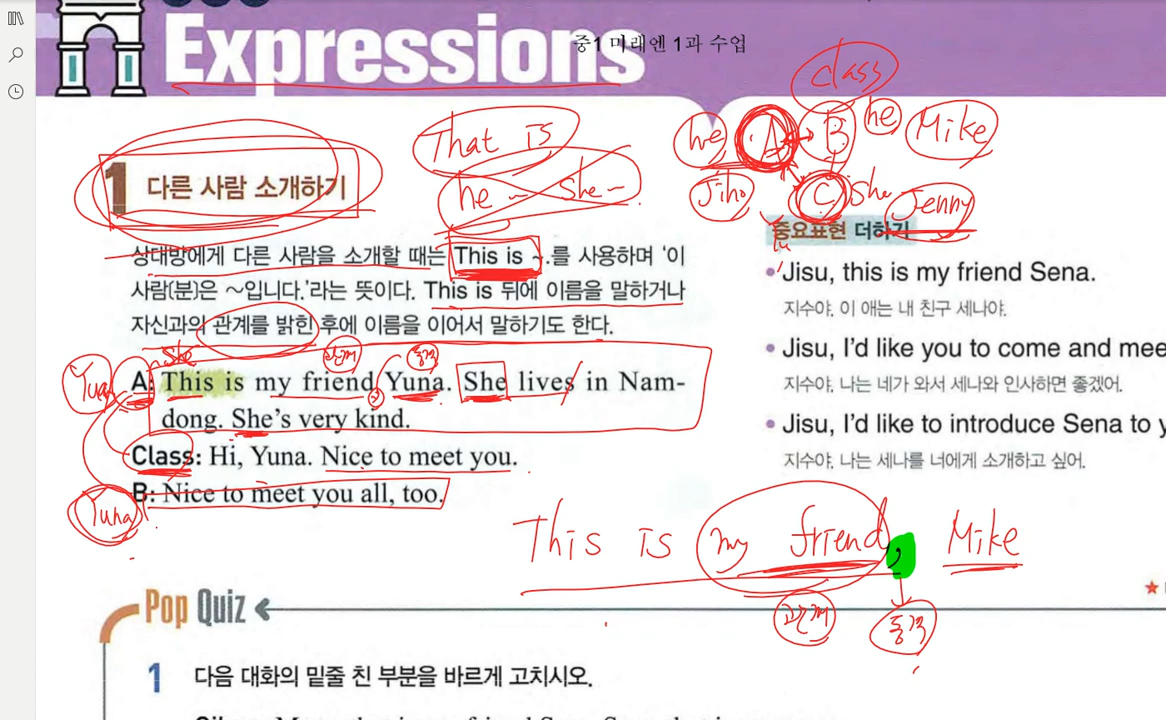 Expressions
중1 미래엔 1과 수업
class
That is
he A B he Mike
he – she ~
Jiho C She Jenny
1 다른 사람 소개하기
중요표현 더하기
상대방에게 다른 사람을 소개할 때는 This is ~.를 사용하며 ‘이
사람(분)은 ～입니다.’라는 뜻이다. This is 뒤에 이름을 말하거나
자신과의 관계를 밝힌 후에 이름을 이어서 말하기도 한다.
She 관계 동격
A: This is my friend, Yuna. She lives in Nam-
dong. She’s very kind.
Class: Hi, Yuna. Nice to meet you.
B: Nice to meet you all, too.
Yuna
• Jisu, this is my friend Sena.
지수야, 이 애는 내 친구 세나야.
• Jisu, I’d like you to come and mee
지수야, 나는 네가 와서 세나와 인사하면 좋겠어.
• Jisu, I’d like to introduce Sena to y
지수야, 나는 세나를 너에게 소개하고 싶어.
This is my friend, Mike
관계 동격
Pop Quiz
1 다음 대화의 밑줄 친 부분을 바르게 고치시오.